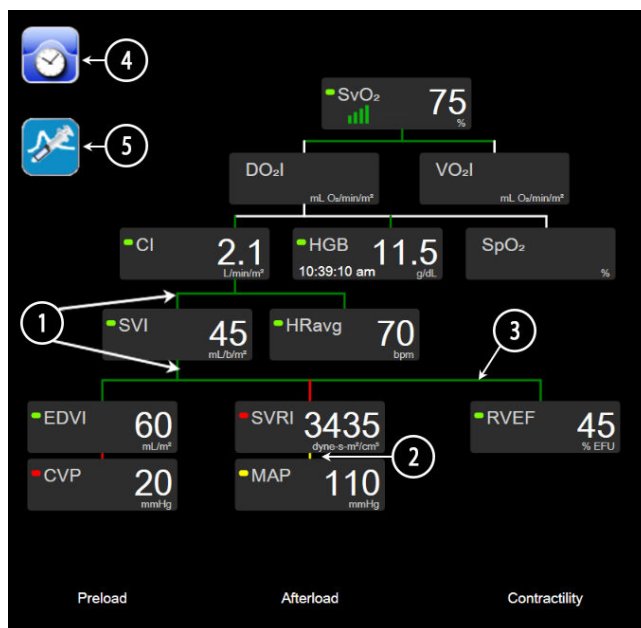 4
SvO₂ 75
%
5
DO₂I
mL O₂/min/m²
VO₂I
mL O₂/min/m²
CI 2.1
L/min/m²
HGB 11.5
10:39:10 am g/dL
SpO₂
%
1
SVI 45
mL/b/m²
HRavg 70
bpm
3
EDVI 60
mL/m²
SVRI 3435
dyne-s-m²/cm⁵
RVEF 45
% EFU
2
CVP 20
mmHg
MAP 110
mmHg
Preload Afterload Contractility